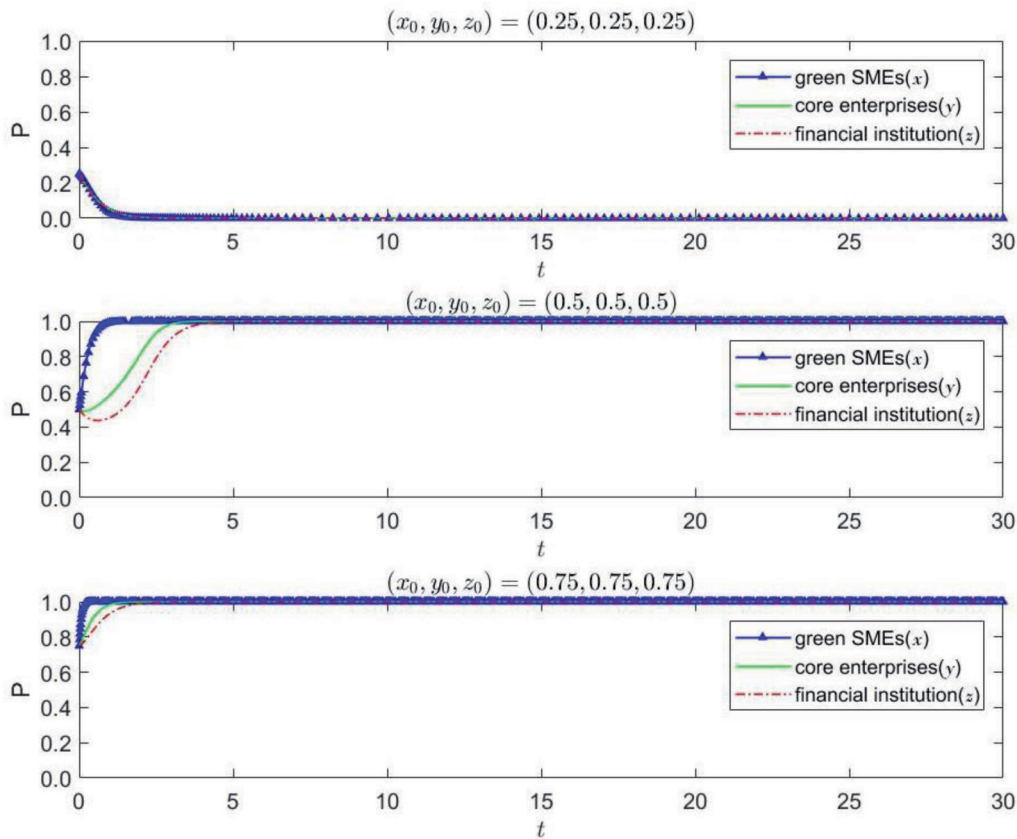 (x₀, y₀, z₀) = (0.25, 0.25, 0.25)
1.0
0.8
0.6
0.4
0.2
0.0
P
green SMEs(x)
core enterprises(y)
financial institution(z)
0 5 10 15 20 25 30
t
(x₀, y₀, z₀) = (0.5, 0.5, 0.5)
1.0
0.8
0.6
0.4
0.2
0.0
P
green SMEs(x)
core enterprises(y)
financial institution(z)
0 5 10 15 20 25 30
t
(x₀, y₀, z₀) = (0.75, 0.75, 0.75)
1.0
0.8
0.6
0.4
0.2
0.0
P
green SMEs(x)
core enterprises(y)
financial institution(z)
0 5 10 15 20 25 30
t